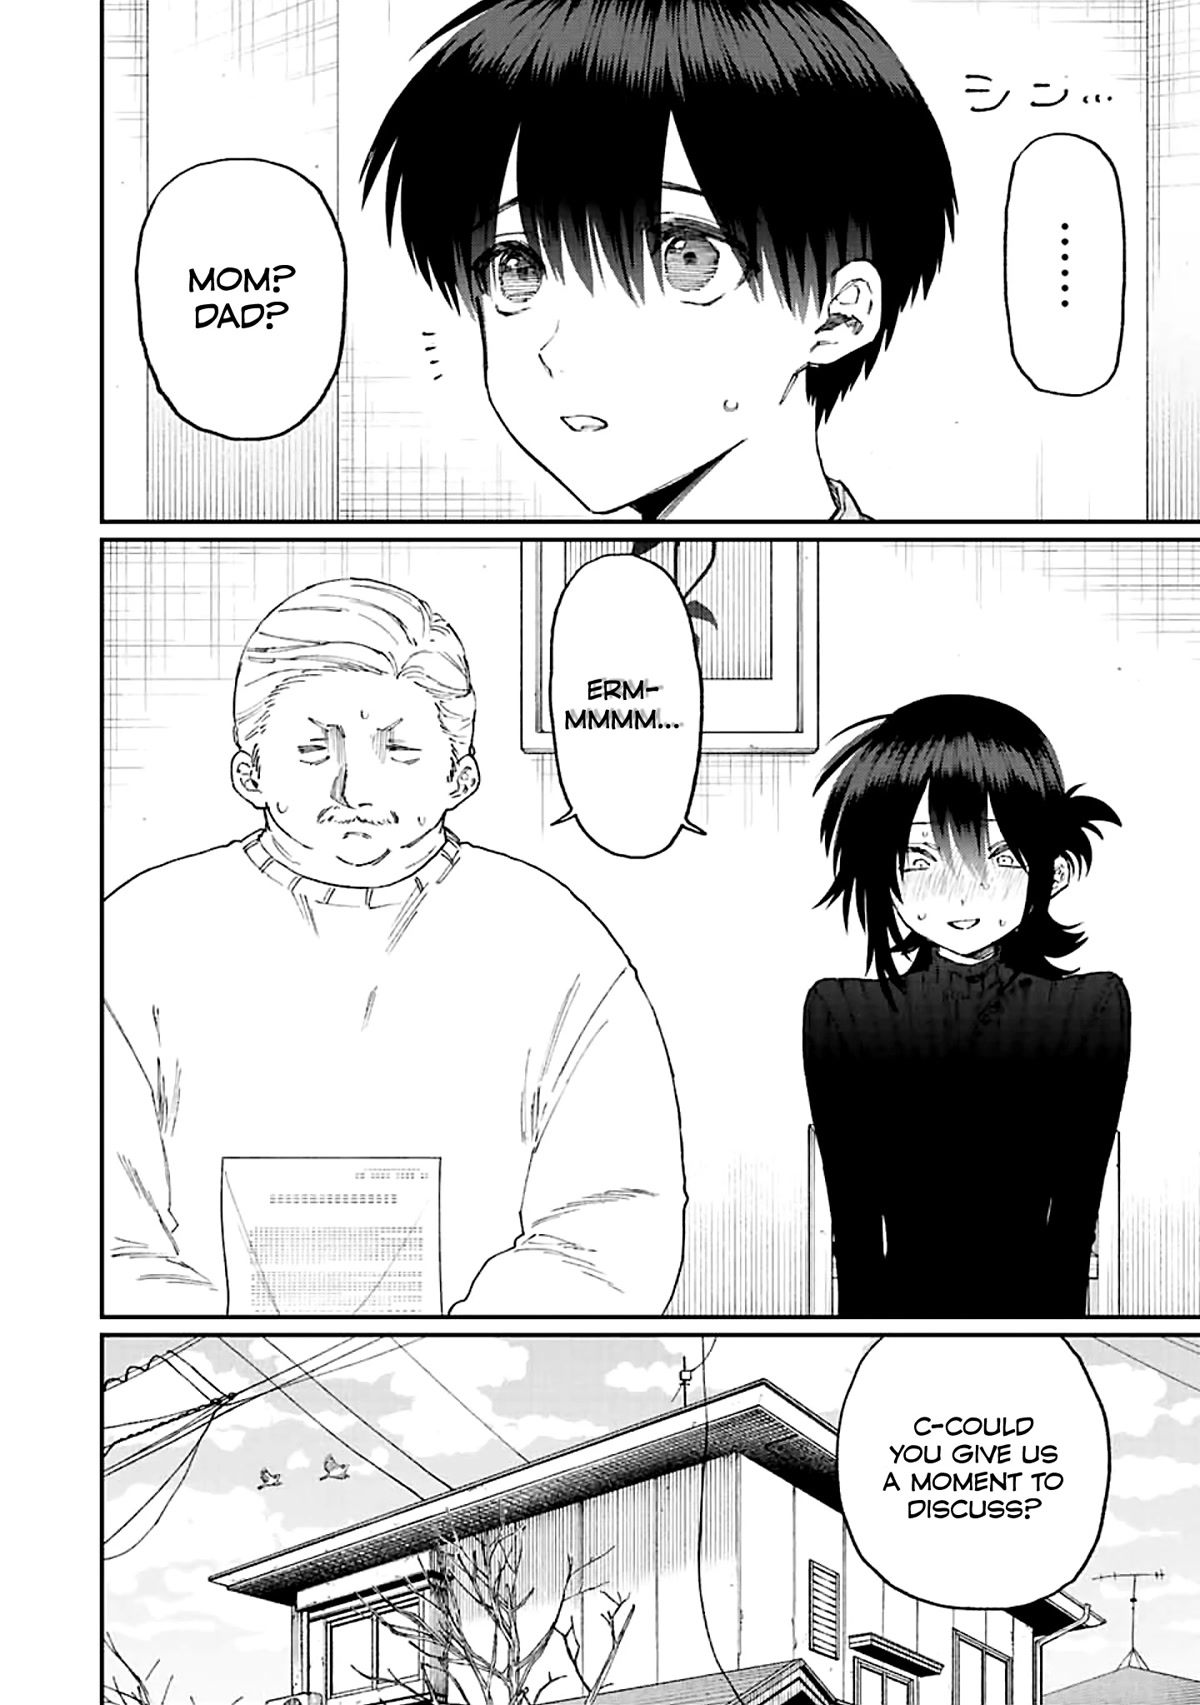 シン…
……
MOM?
DAD?
ERM-
MMMM...
C-COULD
YOU GIVE US
A MOMENT TO
DISCUSS?